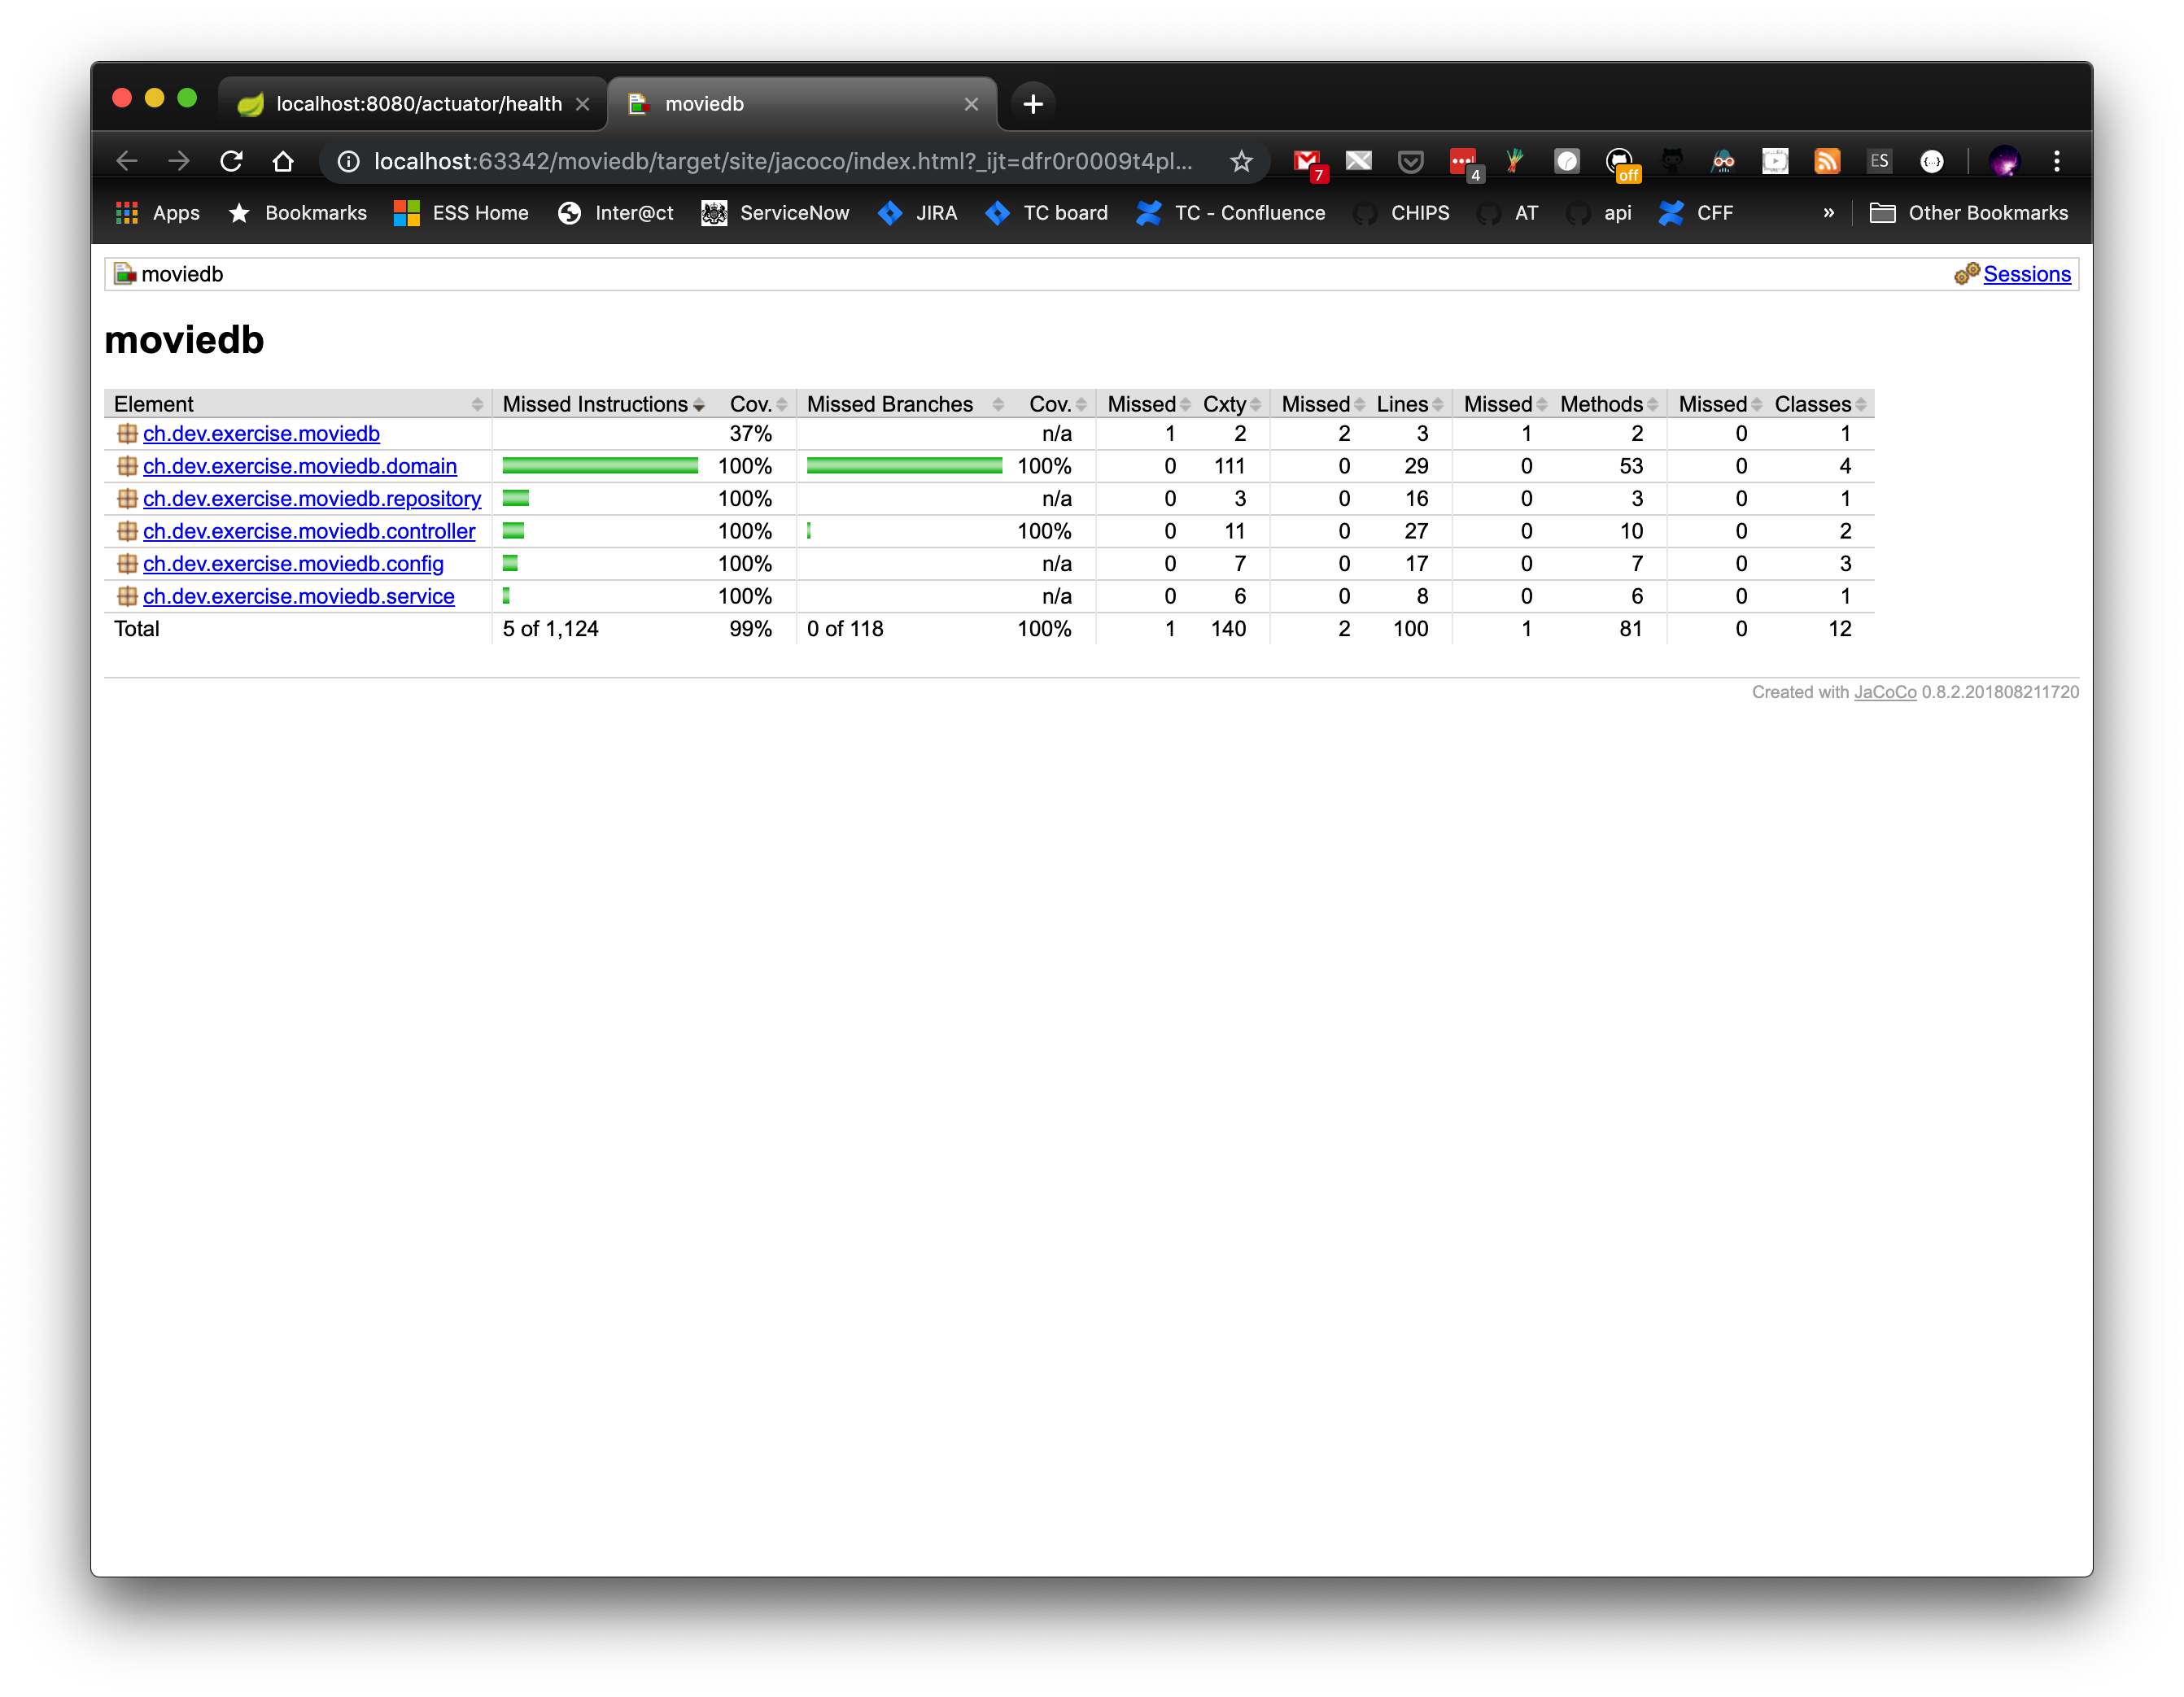 localhost:8080/actuator/health moviedb
localhost:63342/moviedb/target/site/jacoco/index.html?_ijt=dfr0r0009t4pl... 7 4 off ES {...}
Apps Bookmarks ESS Home Inter@ct ServiceNow JIRA TC board TC - Confluence CHIPS AT api CFF » Other Bookmarks
moviedb Sessions
moviedb
Element Missed Instructions Cov. Missed Branches Cov. Missed Cxty Missed Lines Missed Methods Missed Classes
ch.dev.exercise.moviedb 37% n/a 1 2 2 3 1 2 0 1
ch.dev.exercise.moviedb.domain 100% 100% 0 111 0 29 0 53 0 4
ch.dev.exercise.moviedb.repository 100% n/a 0 3 0 16 0 3 0 1
ch.dev.exercise.moviedb.controller 100% 100% 0 11 0 27 0 10 0 2
ch.dev.exercise.moviedb.config 100% n/a 0 7 0 17 0 7 0 3
ch.dev.exercise.moviedb.service 100% n/a 0 6 0 8 0 6 0 1
Total 5 of 1,124 99% 0 of 118 100% 1 140 2 100 1 81 0 12
Created with JaCoCo 0.8.2.201808211720